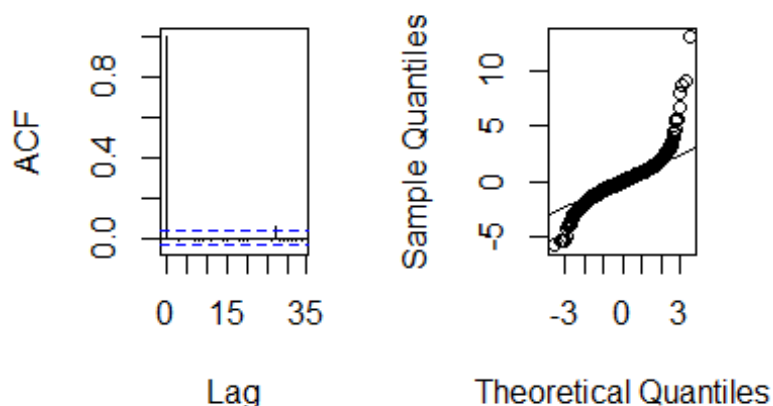 ACF
0.0 0.4 0.8
0 15 35
Lag
Sample Quantiles
-5 0 5 10
-3 0 3
Theoretical Quantiles